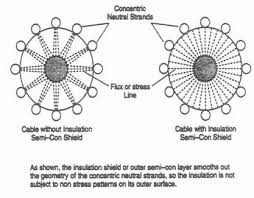 Concentric
Neutral Strands
Flux or stress
Line
Cable without Insulation
Semi-Con Shield
Cable with Insulation
Semi-Con Shield
As shown, the insulation shield or outer semi-con layer smooths out
the geometry of the concentric neutral strands, so the insulation is not
subject to non stress patterns on its outer surface.